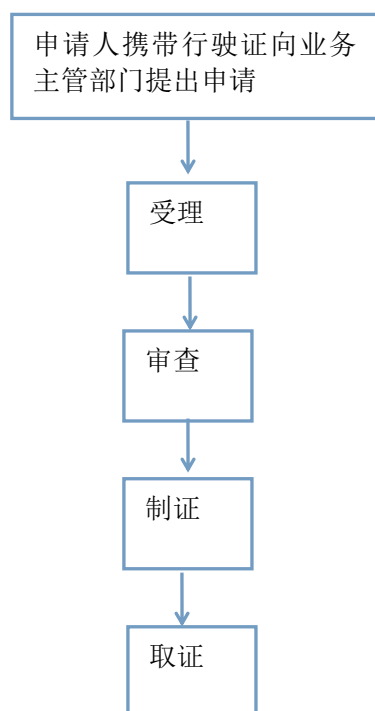 申请人携带行驶证向业务
主管部门提出申请
受理
审查
制证
取证